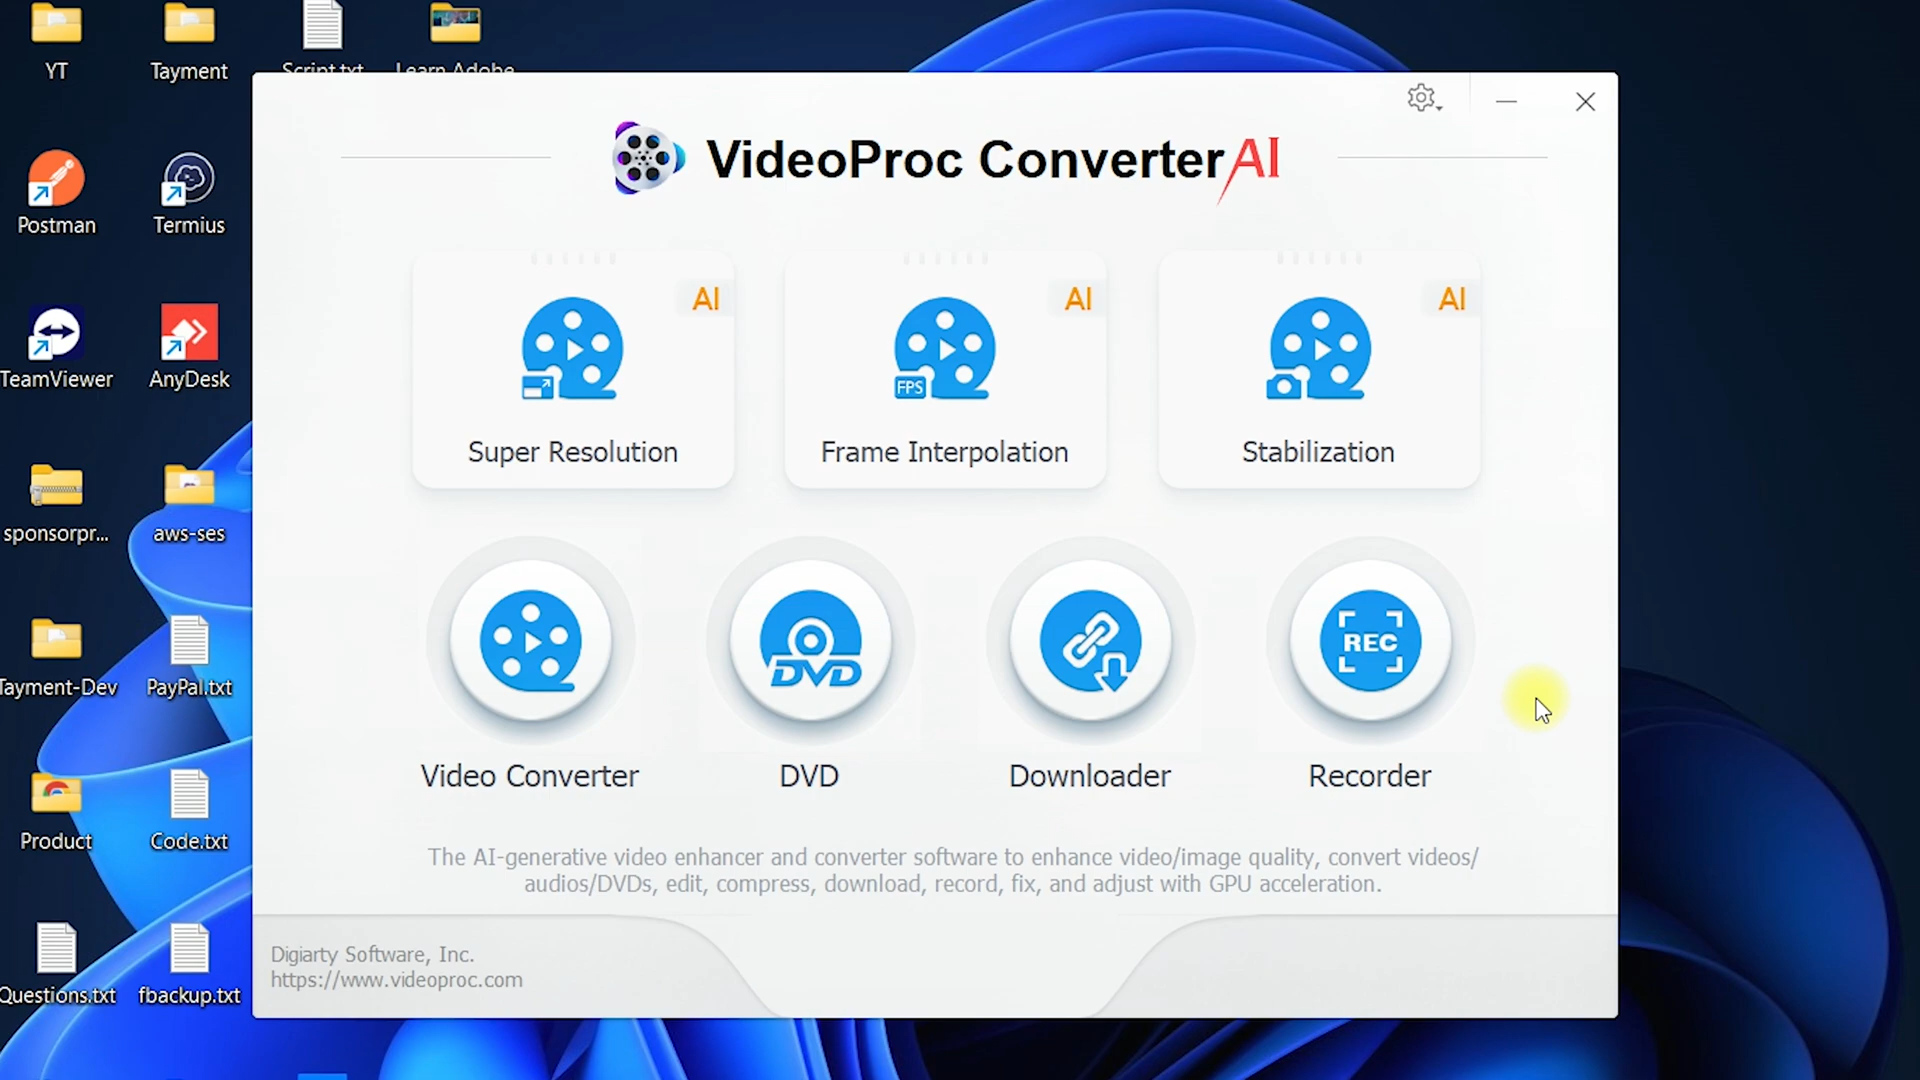 YT
Tayment
Script.txt
Learn Adobe
Postman
Termius
TeamViewer
AnyDesk
sponsorpr...
aws-ses
Tayment-Dev
PayPal.txt
Product
Code.txt
Questions.txt
fbackup.txt
VideoProc Converter AI
AI
AI
AI
FPS
Super Resolution
Frame Interpolation
Stabilization
DVD
REC
Video Converter
DVD
Downloader
Recorder
The AI-generative video enhancer and converter software to enhance video/image quality, convert videos/
audios/DVDs, edit, compress, download, record, fix, and adjust with GPU acceleration.
Digiarty Software, Inc.
https://www.videoproc.com